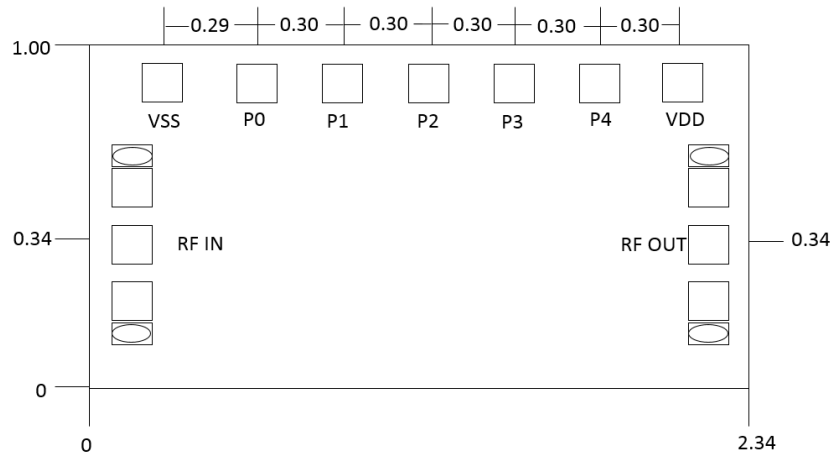 0.29 0.30 0.30 0.30 0.30 0.30
1.00
VSS P0 P1 P2 P3 P4 VDD
0.34 RF IN RF OUT 0.34
0
0 2.34